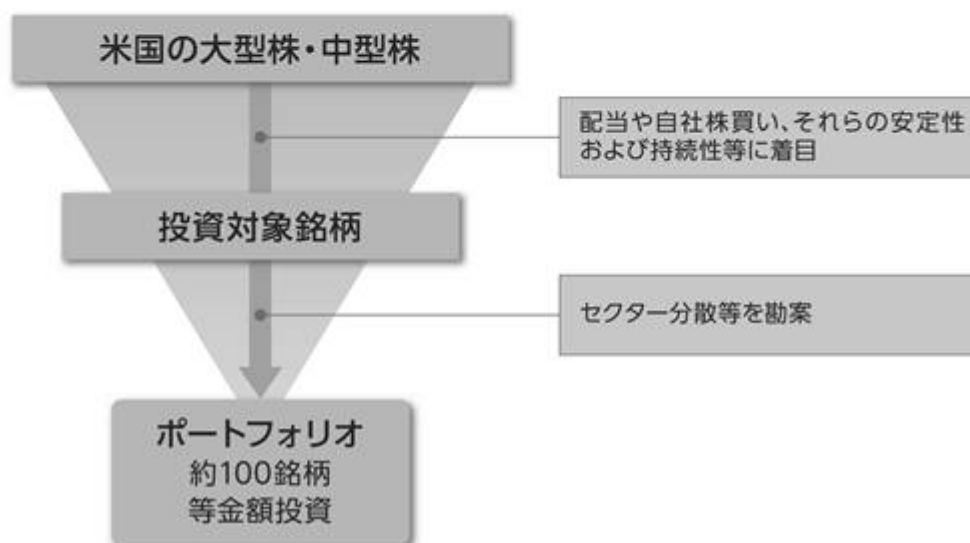 米国の大型株・中型株
配当や自社株買い、それらの安定性
および持続性等に着目
投資対象銘柄
セクター分散等を勘案
ポートフォリオ
約100銘柄
等金額投資